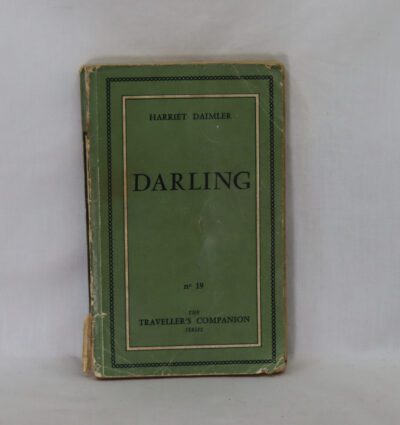 HARRIET DAIMLER
DARLING
nº 19
THE
TRAVELLER'S COMPANION
SERIES